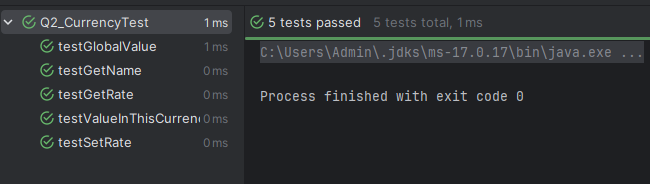 Q2_CurrencyTest 1 ms
testGlobalValue 1 ms
testGetName 0 ms
testGetRate 0 ms
testValueInThisCurren 0 ms
testSetRate 0 ms
5 tests passed 5 tests total, 1 ms
C:\Users\Admin\.jdks\ms-17.0.17\bin\java.exe ...
Process finished with exit code 0